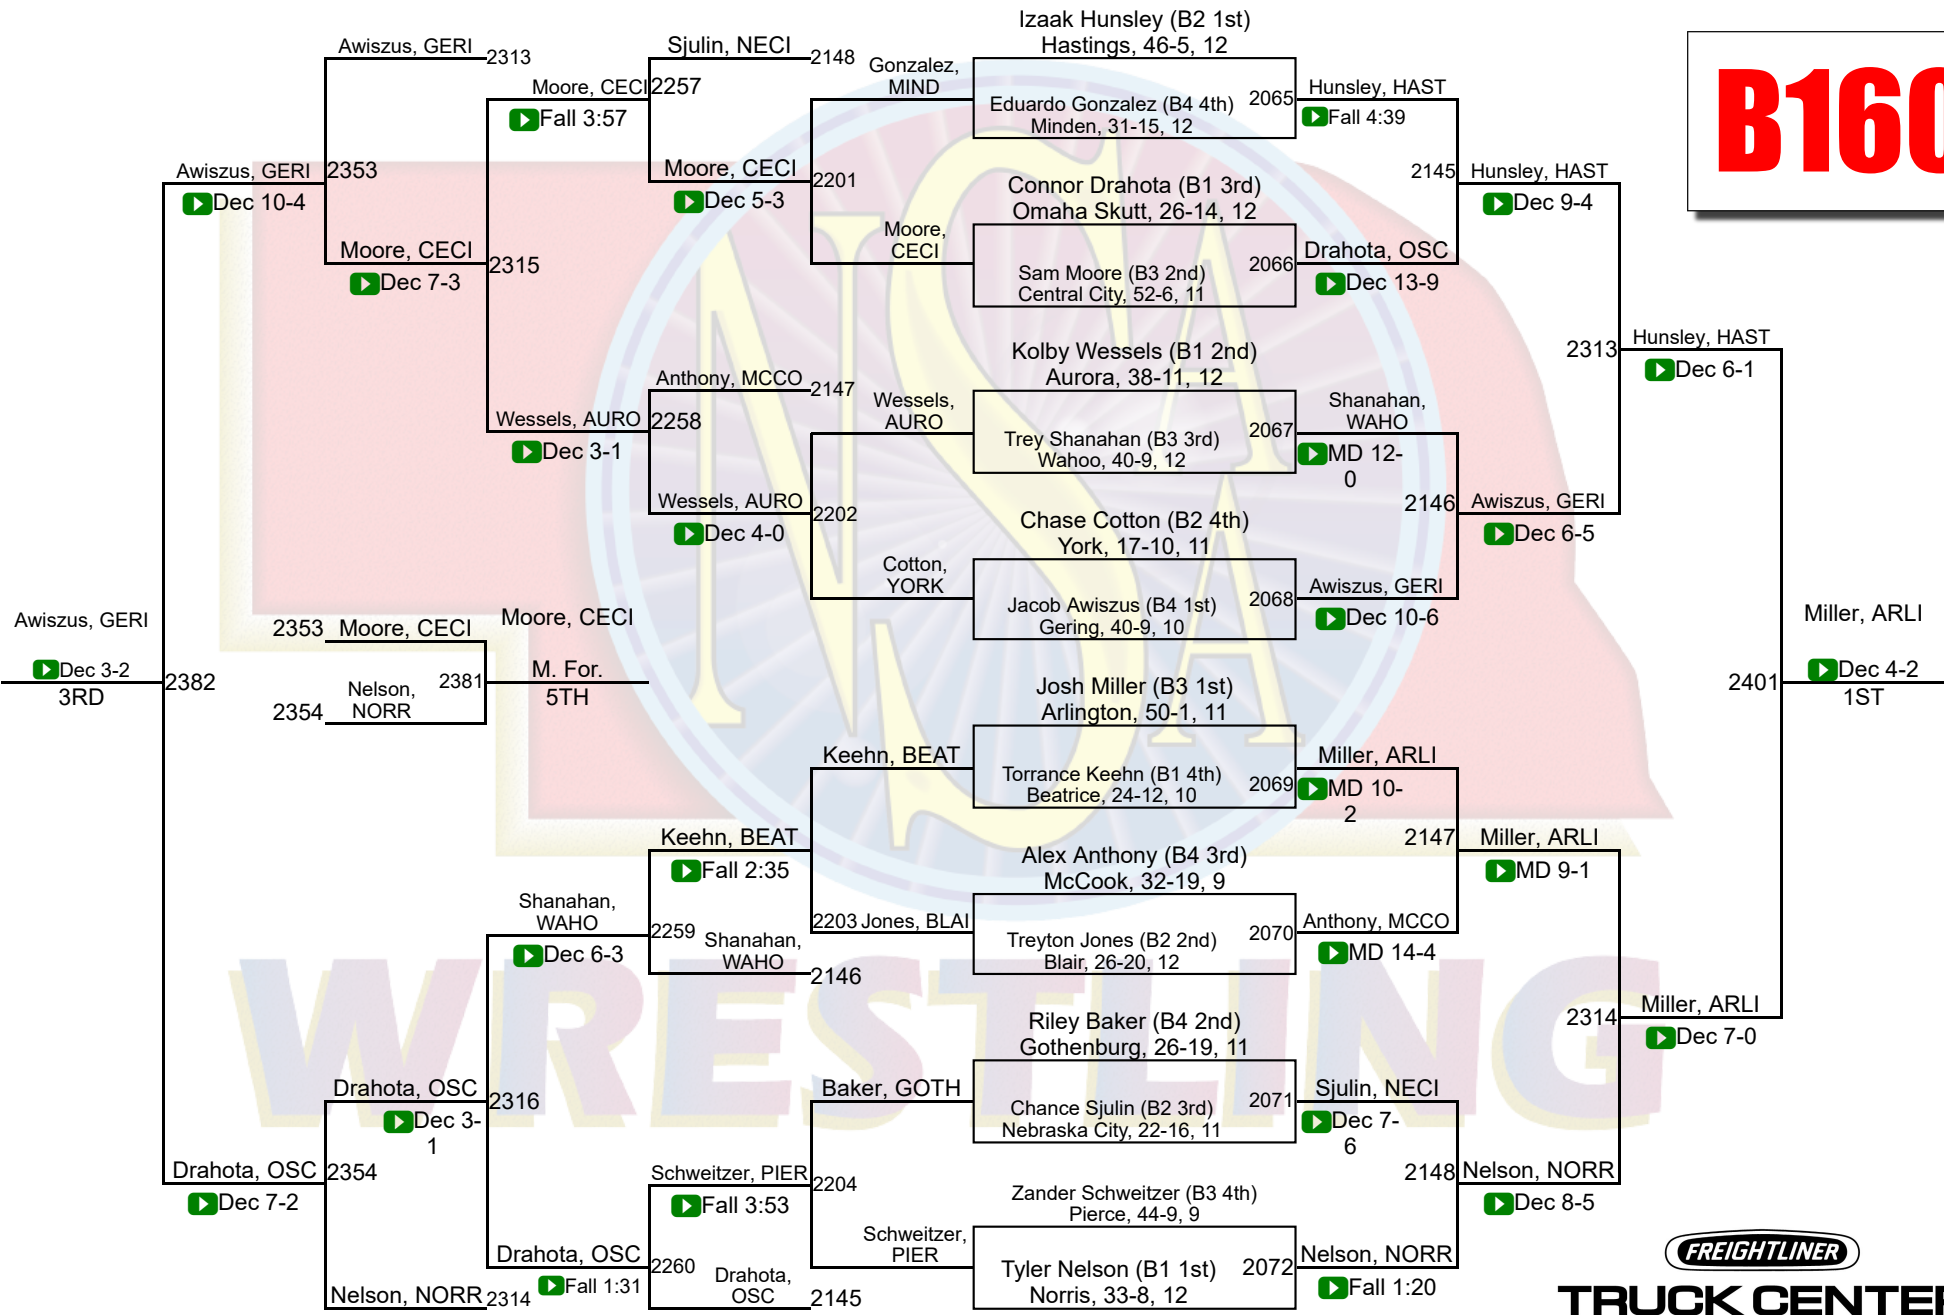 Izaak Hunsley (B2 1st)
Hastings, 46-5, 12
Eduardo Gonzalez (B4 4th)
Minden, 31-15, 12
2065
Connor Drahota (B1 3rd)
Omaha Skutt, 26-14, 12
Sam Moore (B3 2nd)
Central City, 52-6, 11
2066
Kolby Wessels (B1 2nd)
Aurora, 38-11, 12
Trey Shanahan (B3 3rd)
Wahoo, 40-9, 12
2067
Chase Cotton (B2 4th)
York, 17-10, 11
Jacob Awiszus (B4 1st)
Gering, 40-9, 10
2068
Josh Miller (B3 1st)
Arlington, 50-1, 11
Torrance Keehn (B1 4th)
Beatrice, 24-12, 10
2069
Alex Anthony (B4 3rd)
McCook, 32-19, 9
Treyton Jones (B2 2nd)
Blair, 26-20, 12
2070
Riley Baker (B4 2nd)
Gothenburg, 26-19, 11
Chance Sjulin (B2 3rd)
Nebraska City, 22-16, 11
2071
Zander Schweitzer (B3 4th)
Pierce, 44-9, 9
Tyler Nelson (B1 1st)
Norris, 33-8, 12
2072
Hunsley, HAST
Fall 4:39
2145
Drahota, OSC
Dec 13-9
Shanahan,
WAHO
MD 12-
0
2146
Awiszus, GERI
Dec 10-6
Miller, ARLI
MD 10-
2
2147
Anthony, MCCO
MD 14-4
Sjulin, NECI
Dec 7-
6
2148
Nelson, NORR
Fall 1:20
Hunsley, HAST
Dec 9-4
2313
Awiszus, GERI
Dec 6-5
Miller, ARLI
MD 9-1
2314
Nelson, NORR
Dec 8-5
Hunsley, HAST
Dec 6-1
2401
Miller, ARLI
Dec 7-0
Miller, ARLI
Dec 4-2
1ST
Gonzalez,
MIND
2201
Moore,
CECI
Wessels,
AURO
2202
Cotton,
YORK
Keehn, BEAT
2203
Jones, BLAI
Baker, GOTH
2204
Schweitzer,
PIER
Sjulin, NECI
2148
2257
Moore, CECI
Dec 5-3
Anthony, MCCO
2147
2258
Wessels, AURO
Dec 4-0
Keehn, BEAT
Fall 2:35
2259
Shanahan,
WAHO
2146
Schweitzer, PIER
Fall 3:53
2260
Drahota,
OSC
2145
Moore, CECI
Fall 3:57
2315
Wessels, AURO
Dec 3-1
Shanahan,
WAHO
Dec 6-3
2316
Drahota, OSC
Fall 1:31
Awiszus, GERI
2313
2353
Moore, CECI
Dec 7-3
Drahota, OSC
Dec 3-
1
2354
Nelson, NORR
2314
Awiszus, GERI
Dec 10-4
2382
Drahota, OSC
Dec 7-2
Awiszus, GERI
Dec 3-2
3RD
2353
Moore, CECI
2354
Nelson,
NORR
2381
Moore, CECI
M. For.
5TH
B160
NSAA
WRESTLING
FREIGHTLINER
TRUCK CENTER